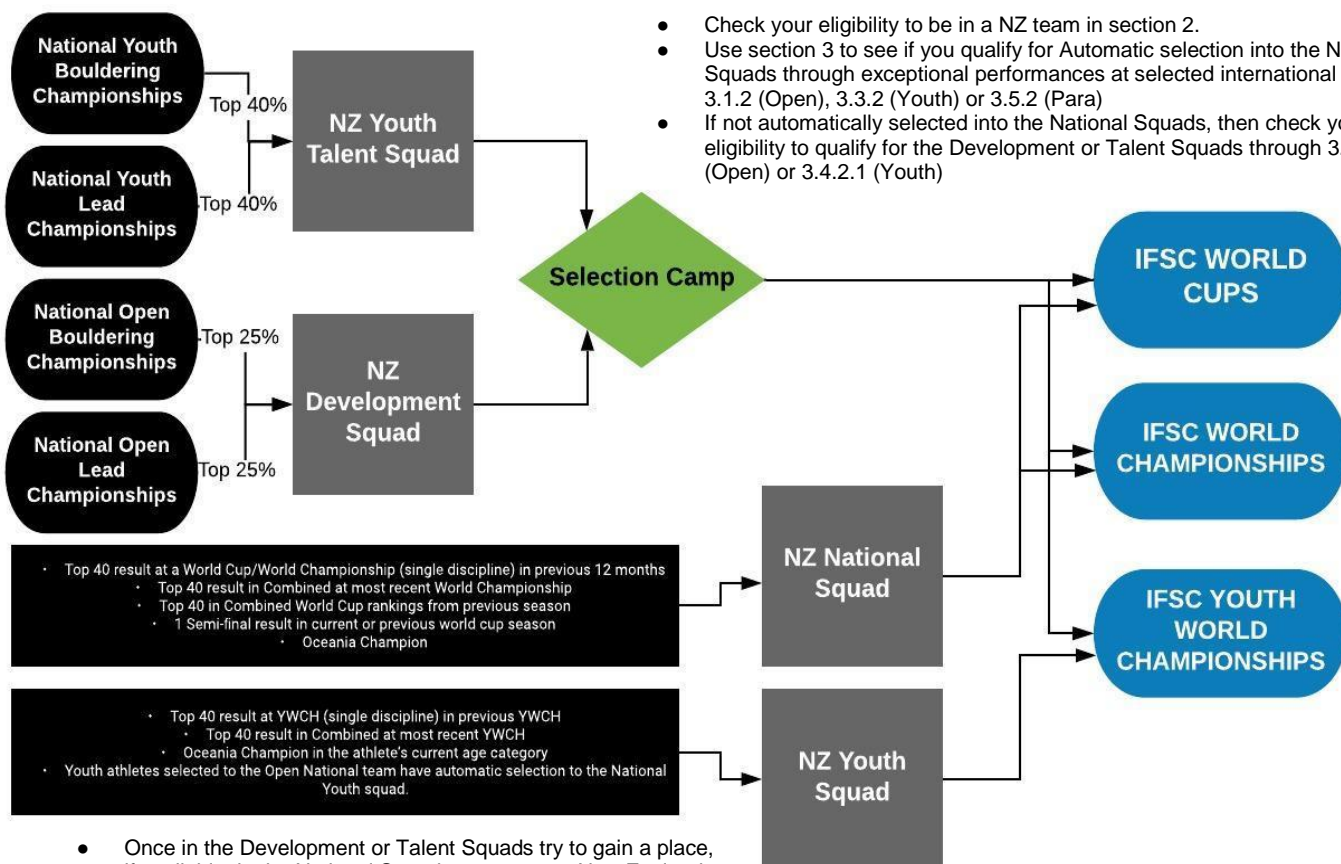 ● Check your eligibility to be in a NZ team in section 2.
● Use section 3 to see if you qualify for Automatic selection into the
Squads through exceptional performances at selected international
3.1.2 (Open), 3.3.2 (Youth) or 3.5.2 (Para)
● If not automatically selected into the National Squads, then check
eligibility to qualify for the Development or Talent Squads through
(Open) or 3.4.2.1 (Youth)
National Youth
Bouldering
Championships
Top 40%
National Youth
Lead
Championships
Top 40%
NZ Youth
Talent Squad
National Open
Bouldering
Championships
Top 25%
National Open
Lead
Championships
Top 25%
NZ
Development
Squad
Selection Camp
IFSC WORLD
CUPS
IFSC WORLD
CHAMPIONSHIPS
IFSC YOUTH
WORLD
CHAMPIONSHIPS
· Top 40 result at a World Cup/World Championship (single discipline) in previous 12 months
· Top 40 result in Combined at most recent World Championship
· Top 40 in Combined World Cup rankings from previous season
· 1 Semi-final result in current or previous world cup season
· Oceania Champion
NZ National
Squad
· Top 40 result at YWCH (single discipline) in previous YWCH
· Top 40 result in Combined at most recent YWCH
· Oceania Champion in the athlete's current age category
· Youth athletes selected to the Open National team have automatic selection to the National
Youth squad.
NZ Youth
Squad
● Once in the Development or Talent Squads try to gain a place,